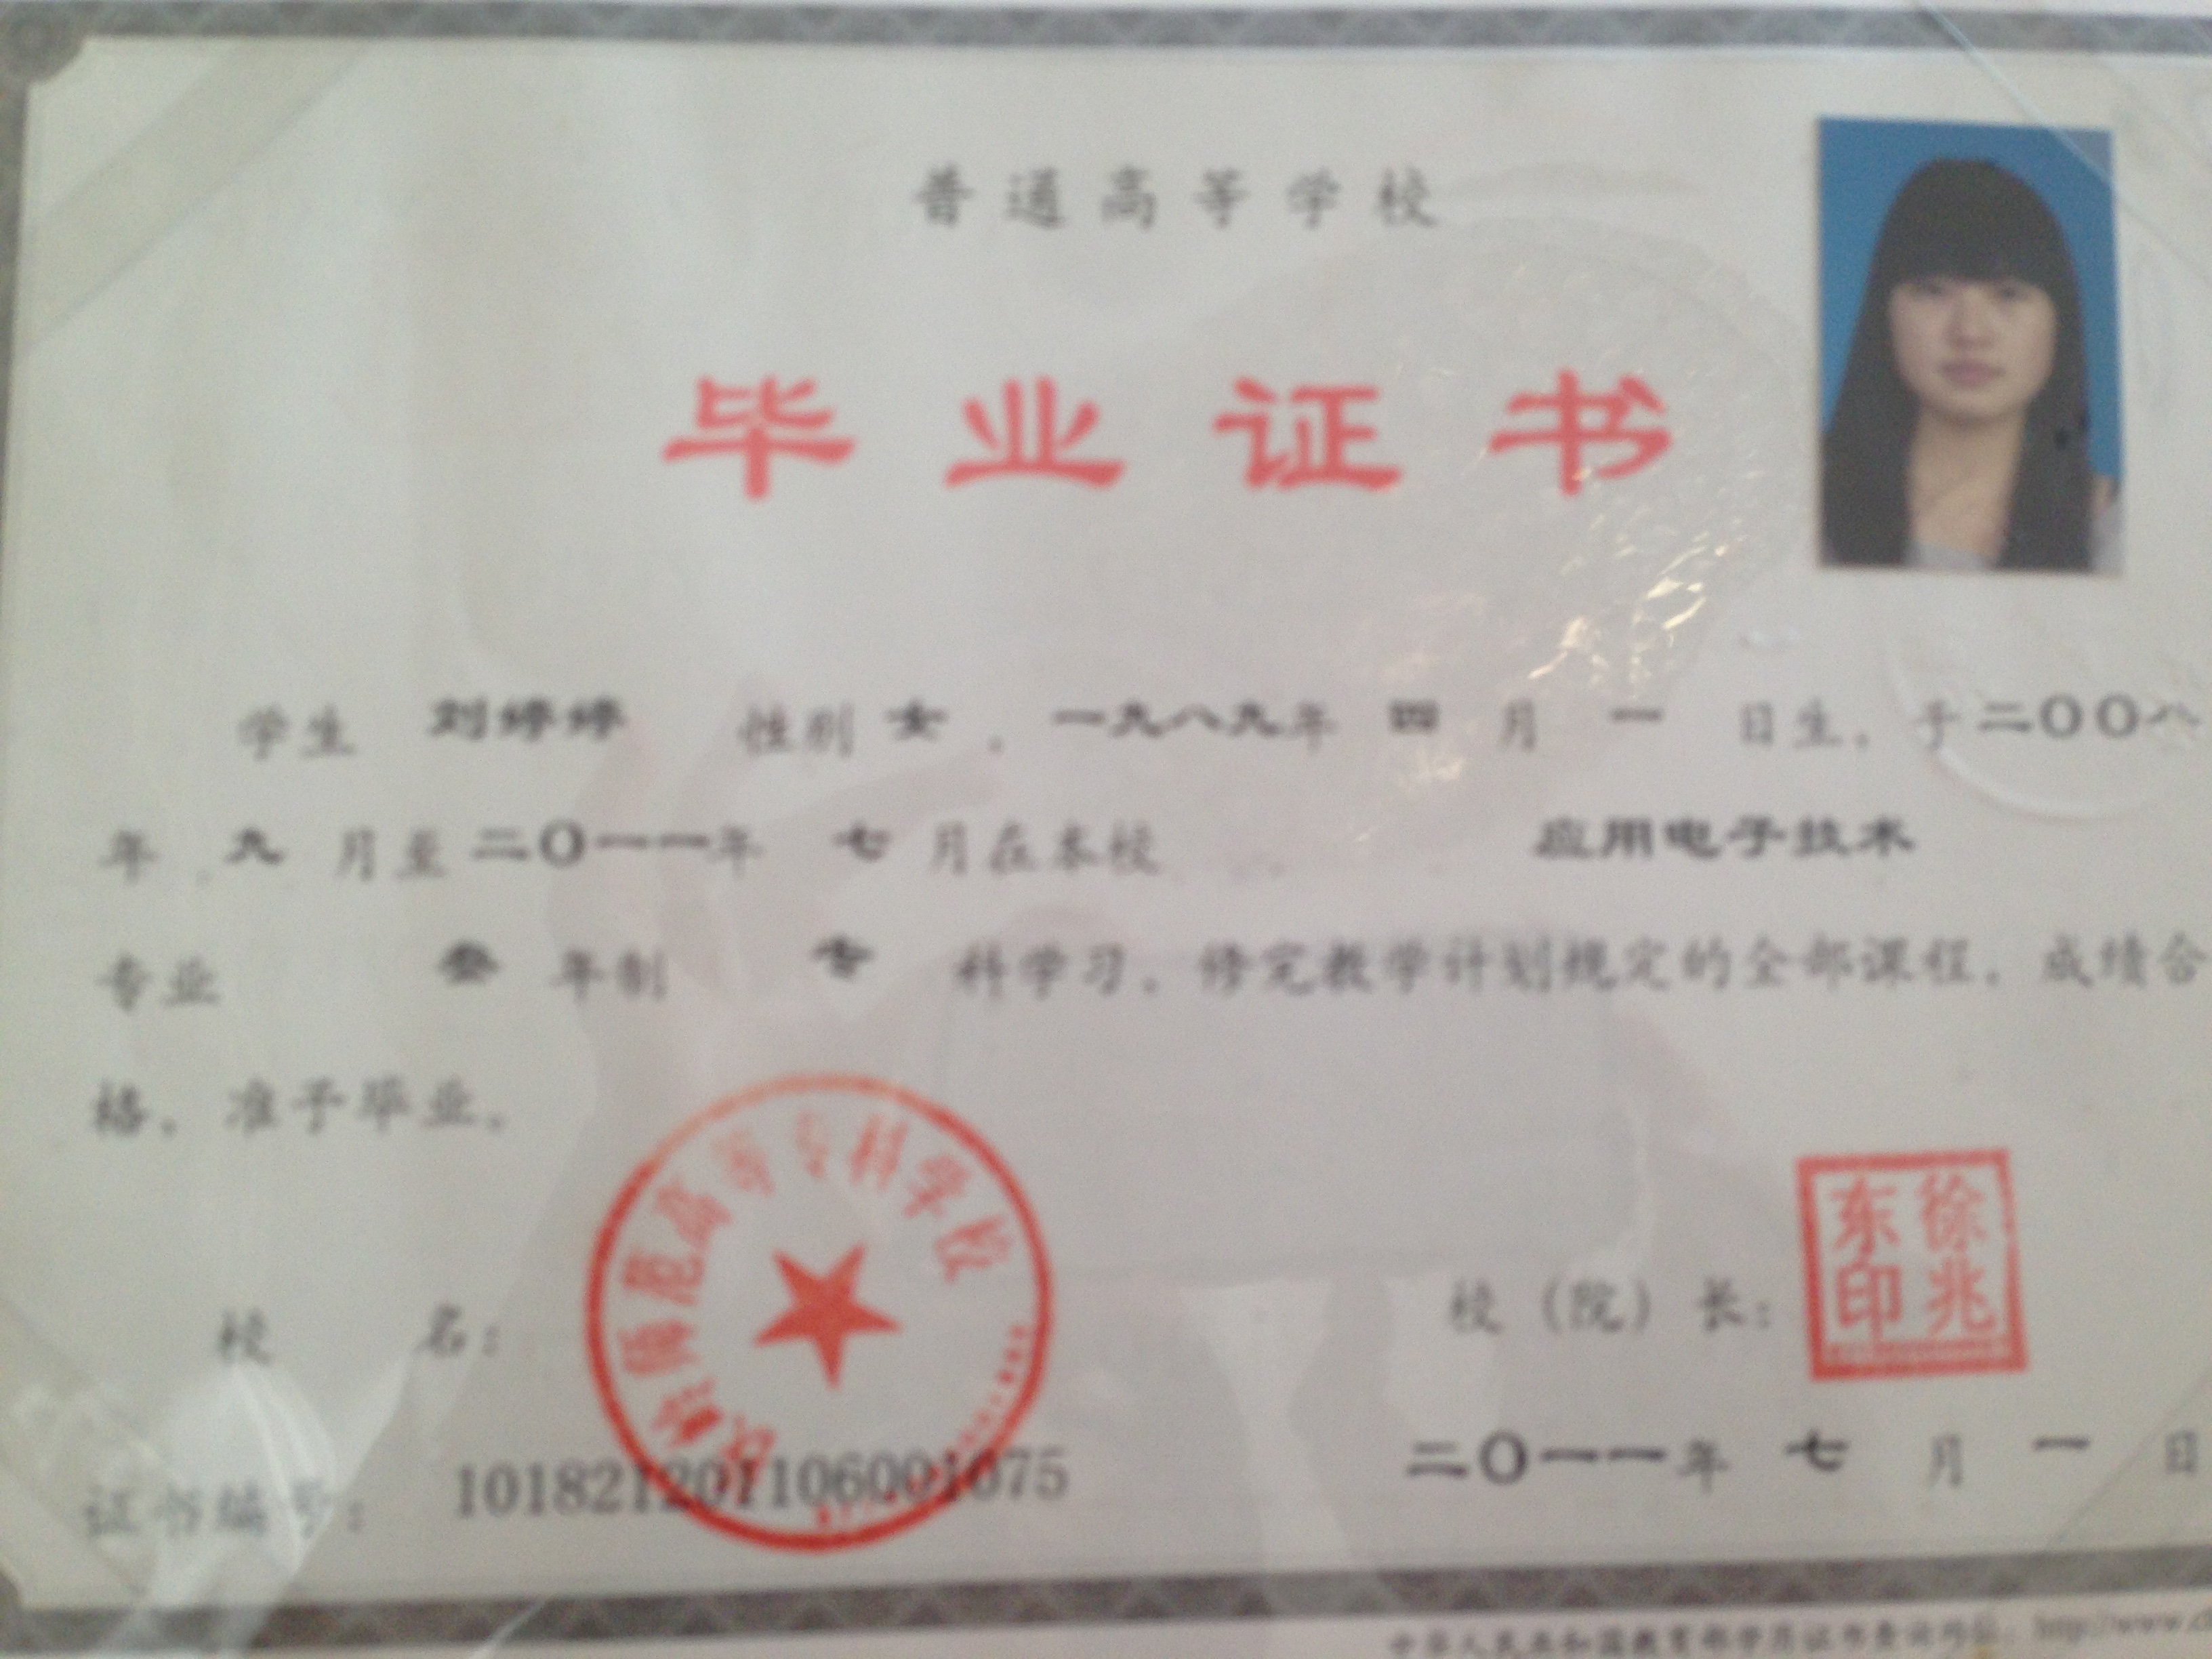 普通高等学校
毕业证书
学生 刘婷婷 性别 女，一九八九年 四 月 一 日生，于二〇〇八
年 九 月至二〇一一年 七 月在本校 应用电子技术
专业 叁 年制 专 科学习，修完教学计划规定的全部课程，成绩合
格，准予毕业。
师范高等专科学校
校 名：
校（院）长：
徐兆东印
证书编号：
101821201106001075
二〇一一年 七 月 一 日
中华人民共和国教育部学历证书查询网址：http://www.